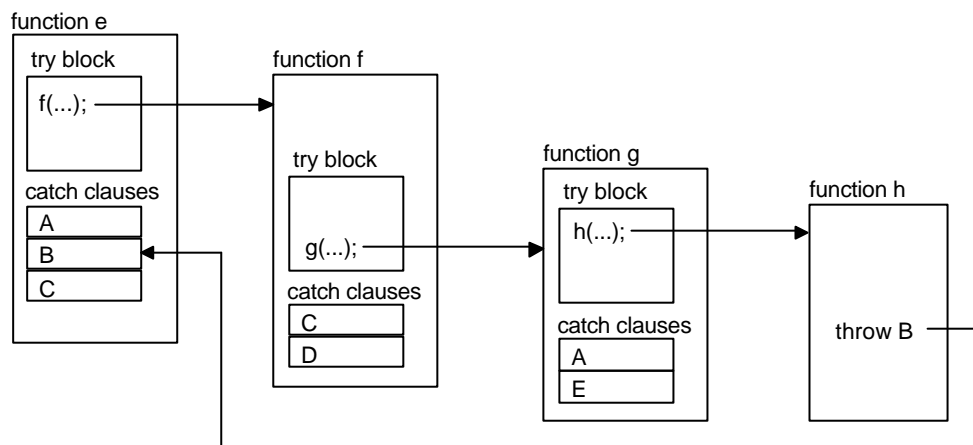 function e
try block
f(...);
catch clauses
A
B
C
function f
try block
g(...);
catch clauses
C
D
function g
try block
h(...);
catch clauses
A
E
function h
throw B